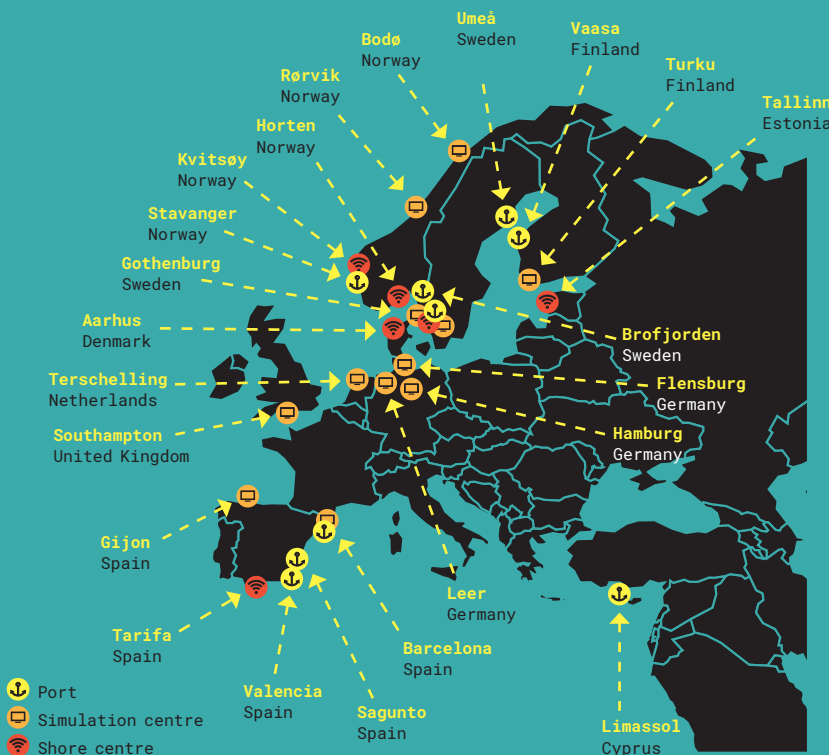 Umeå
Sweden
Vaasa
Finland
Bodø
Norway
Turku
Finland
Rørvik
Norway
Tallinn
Estonia
Horten
Norway
Kvitsøy
Norway
Stavanger
Norway
Gothenburg
Sweden
Aarhus
Denmark
Brofjorden
Sweden
Terschelling
Netherlands
Flensburg
Germany
Southampton
United Kingdom
Hamburg
Germany
Gijon
Spain
Leer
Germany
Tarifa
Spain
Barcelona
Spain
Valencia
Spain
Sagunto
Spain
Limassol
Cyprus
Port
Simulation centre
Shore centre